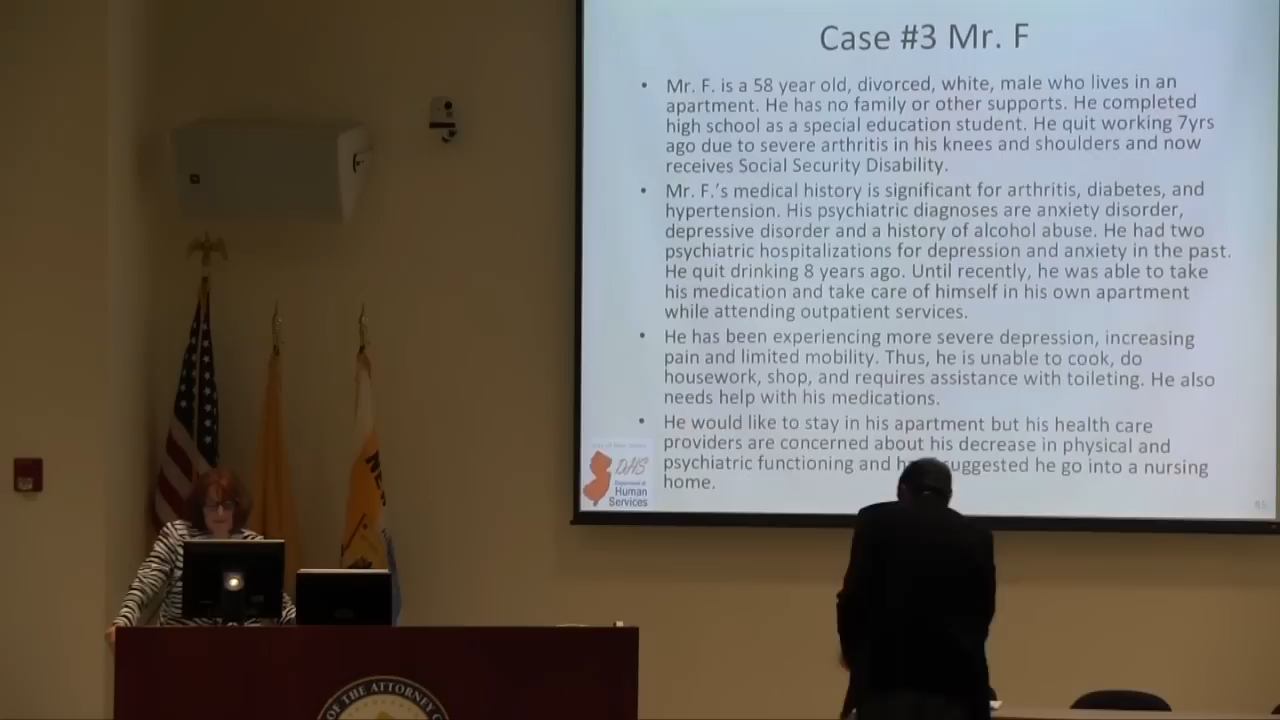 Case #3 Mr. F
• Mr. F. is a 58 year old, divorced, white, male who lives in an
apartment. He has no family or other supports. He completed
high school as a special education student. He quit working 7yrs
ago due to severe arthritis in his knees and shoulders and now
receives Social Security Disability.
• Mr. F.'s medical history is significant for arthritis, diabetes, and
hypertension. His psychiatric diagnoses are anxiety disorder,
depressive disorder and a history of alcohol abuse. He had two
psychiatric hospitalizations for depression and anxiety in the past.
He quit drinking 8 years ago. Until recently, he was able to take
his medication and take care of himself in his own apartment
while attending outpatient services.
• He has been experiencing more severe depression, increasing
pain and limited mobility. Thus, he is unable to cook, do
housework, shop, and requires assistance with toileting. He also
needs help with his medications.
• He would like to stay in his apartment but his health care
providers are concerned about his decrease in physical and
psychiatric functioning and suggested he go into a nursing
home.
DHS
Department of
Human
Services
NEW
OF THE ATTORNEY